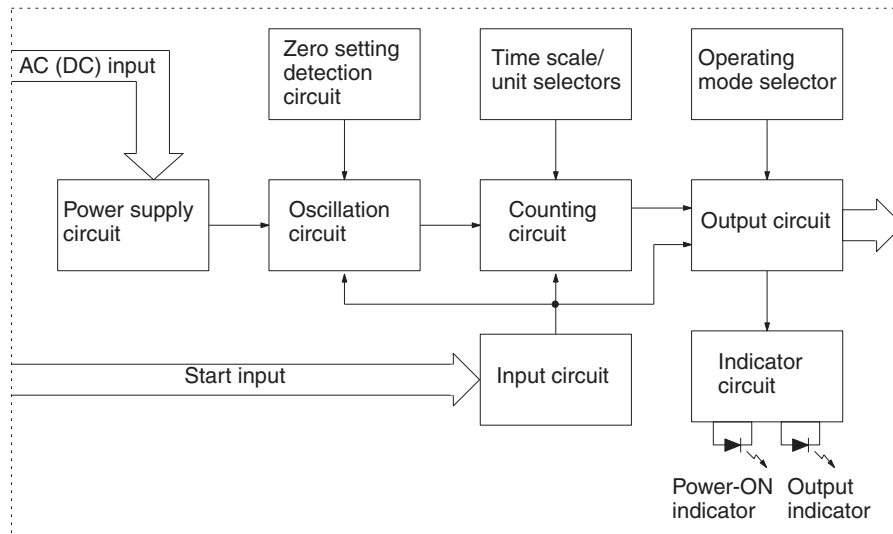 AC (DC) input
Zero setting
detection
circuit
Time scale/
unit selectors
Operating
mode selector
Power supply
circuit
Oscillation
circuit
Counting
circuit
Output circuit
Start input
Input circuit
Indicator
circuit
Power-ON
indicator
Output
indicator